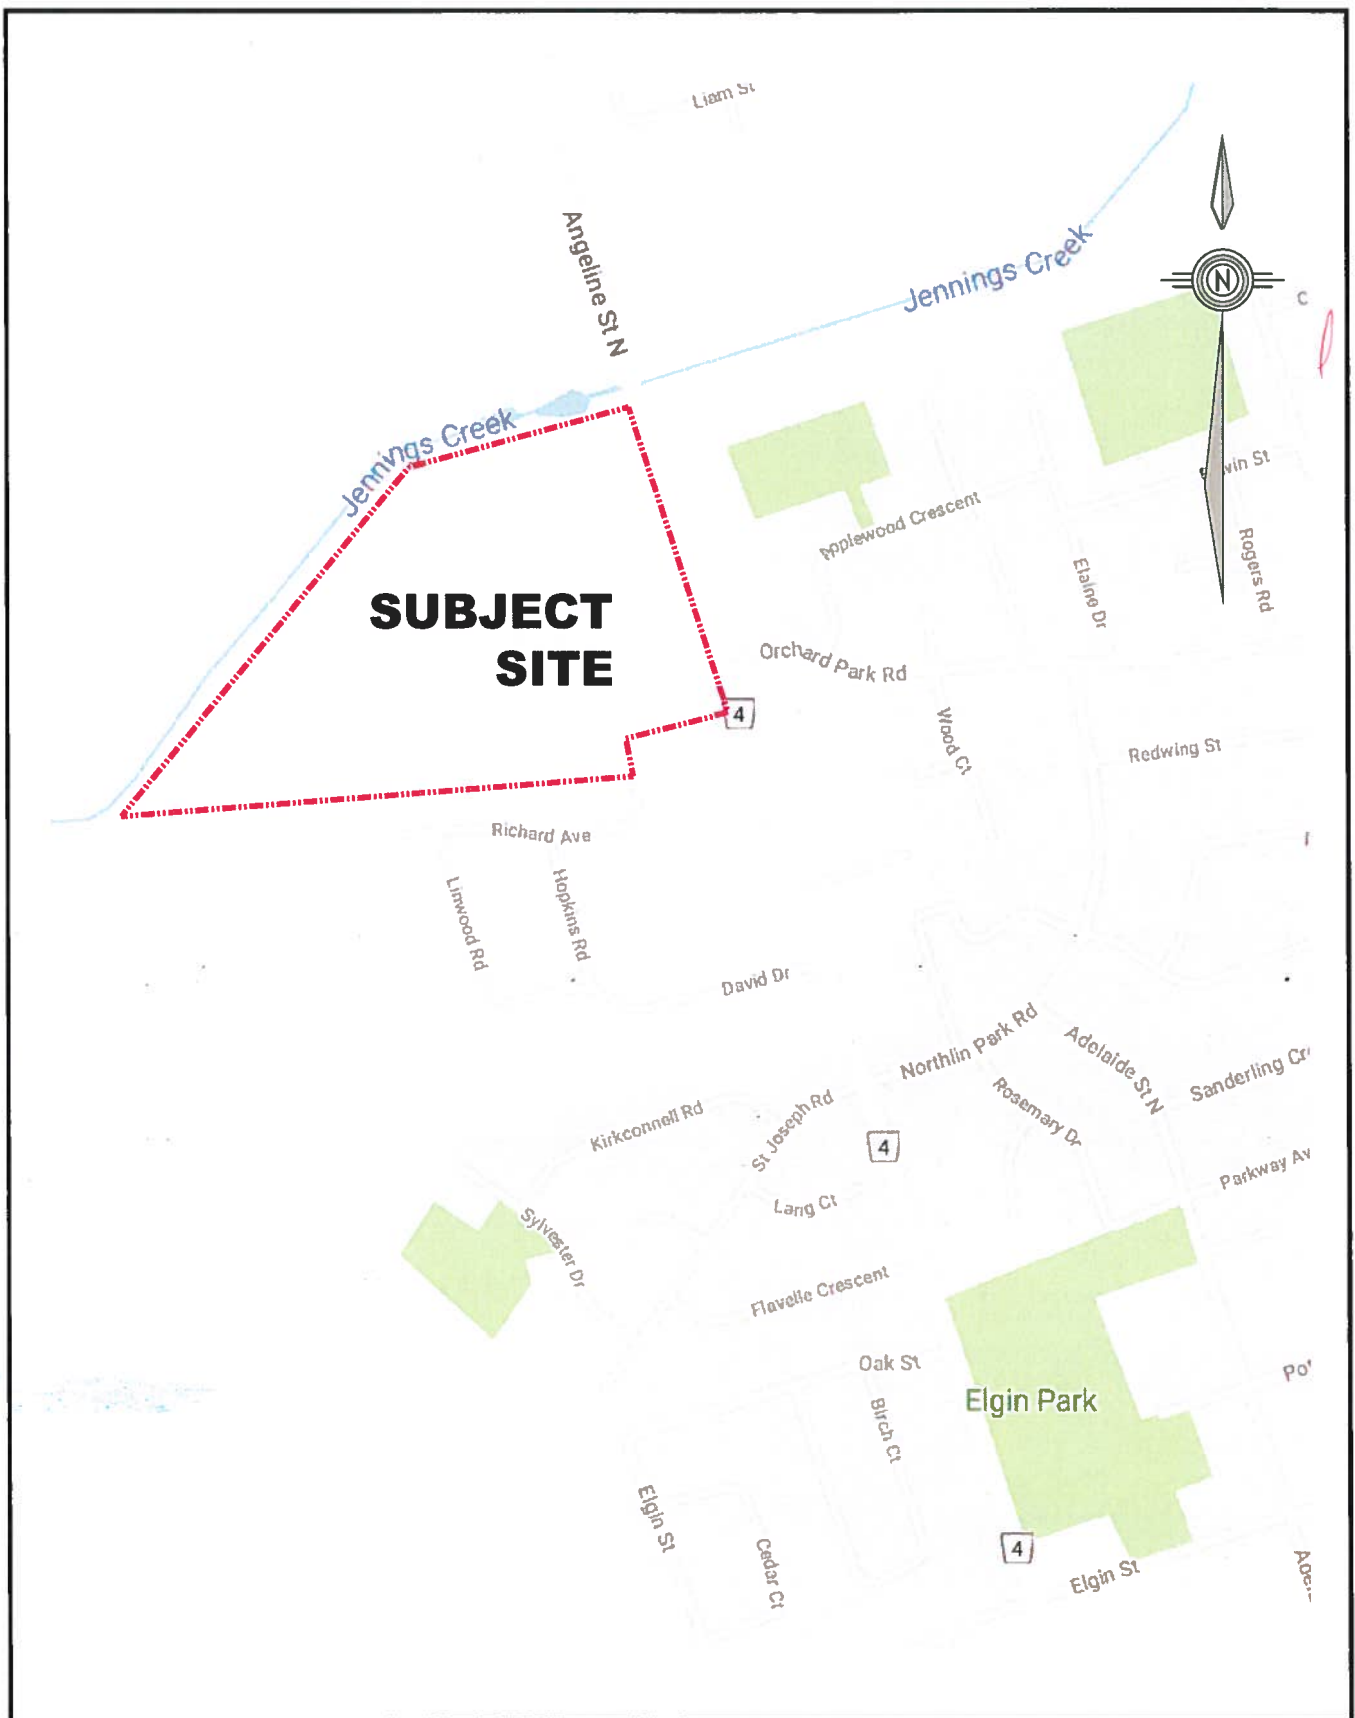 Liam St
Angeline St N
Jennings Creek
N
C
Jennings Creek
vin St
Applewood Crescent
Rogers Rd
Elaine Dr
SUBJECT
SITE
Orchard Park Rd
4
Wood Ct
Redwing St
Richard Ave
Linwood Rd
Hopkins Rd
David Dr
Northlin Park Rd
Adelaide St N
Sanderling Cr
Rosemary Dr
St Joseph Rd
Kirkconnell Rd
4
Parkway Av
Lang Ct
Sylvester Dr
Flavelle Crescent
Oak St
Po
Elgin Park
Birch Ct
Elgin St
Cedar Ct
4
Elgin St